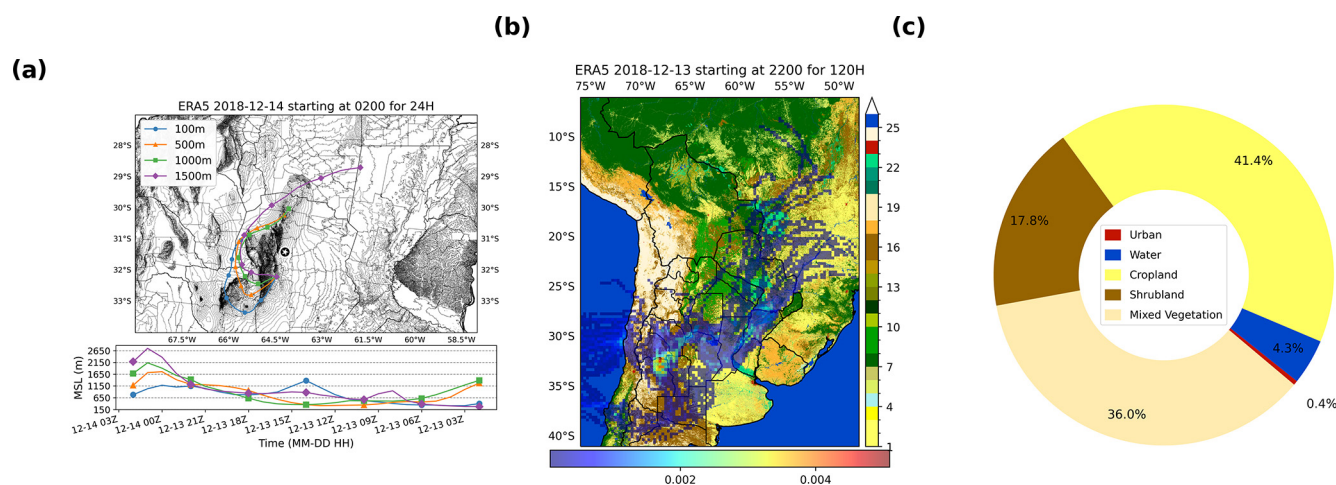 (a)
ERA5 2018-12-14 starting at 0200 for 24H
100m
500m
1000m
1500m
28°S
29°S
30°S
31°S
32°S
33°S
28°S
29°S
30°S
31°S
32°S
33°S
67.5°W 66°W 64.5°W 63°W 61.5°W 60°W 58.5°W
MSL (m)
2650
2150
1650
1150
650
150
12-14 03Z 12-14 00Z 12-13 21Z 12-13 18Z 12-13 15Z 12-13 12Z 12-13 09Z 12-13 06Z 12-13 03Z
Time (MM-DD HH)
(b)
ERA5 2018-12-13 starting at 2200 for 120H
75°W 70°W 65°W 60°W 55°W 50°W
10°S
15°S
20°S
25°S
30°S
35°S
40°S
25
22
19
16
13
10
7
4
1
0.002 0.004
(c)
41.4%
17.8%
4.3%
36.0%
0.4%
Urban
Water
Cropland
Shrubland
Mixed Vegetation